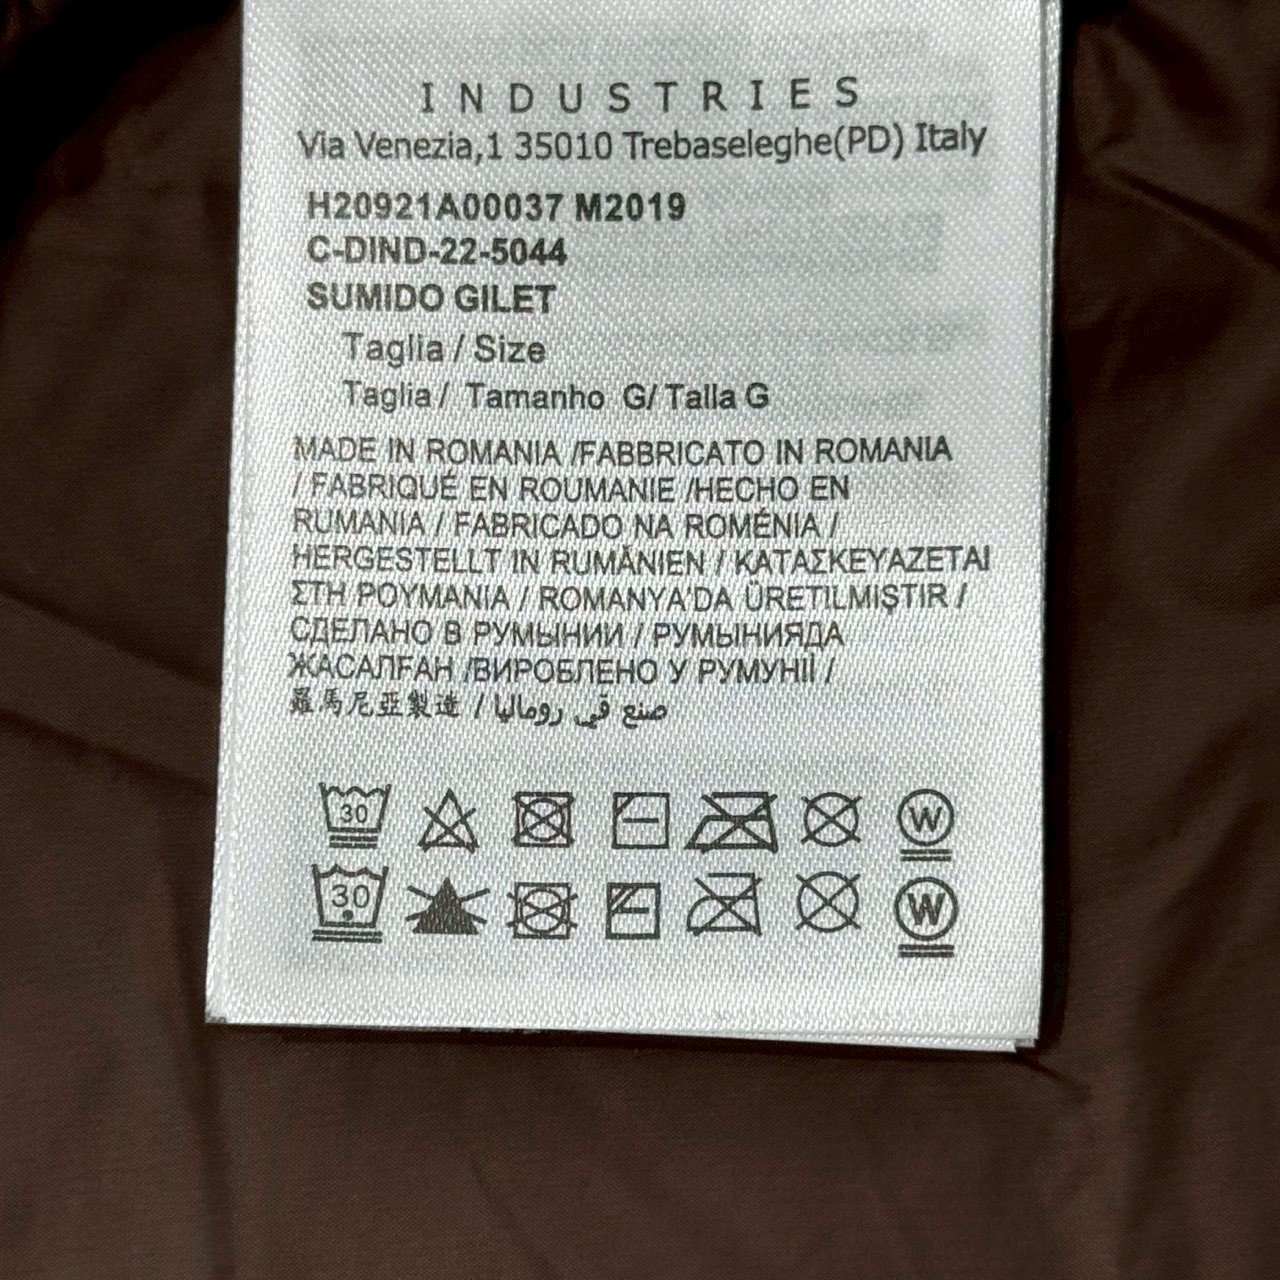 INDUSTRIES
Via Venezia,1 35010 Trebaseleghe(PD) Italy
H20921A00037 M2019
C-DIND-22-5044
SUMIDO GILET
Taglia / Size
Taglia / Tamanho G/ Talla G
MADE IN ROMANIA /FABBRICATO IN ROMANIA
/ FABRIQUÉ EN ROUMANIE /HECHO EN
RUMANIA / FABRICADO NA ROMÉNIA /
HERGESTELLT IN RUMÄNIEN / ΚΑΤΑΣΚΕΥΑΖΕΤΑΙ
ΣΤΗ ΡΟΥΜΑΝΙΑ / ROMANYA'DA ÜRETILMIŞTIR /
СДЕЛАНО В РУМЫНИИ / РУМЫНИЯДА
ЖАСАЛҒАН /ВИРОБЛЕНО У РУМУНІЇ /
羅馬尼亞製造 / صنع في رومانيا
30 W
30 W